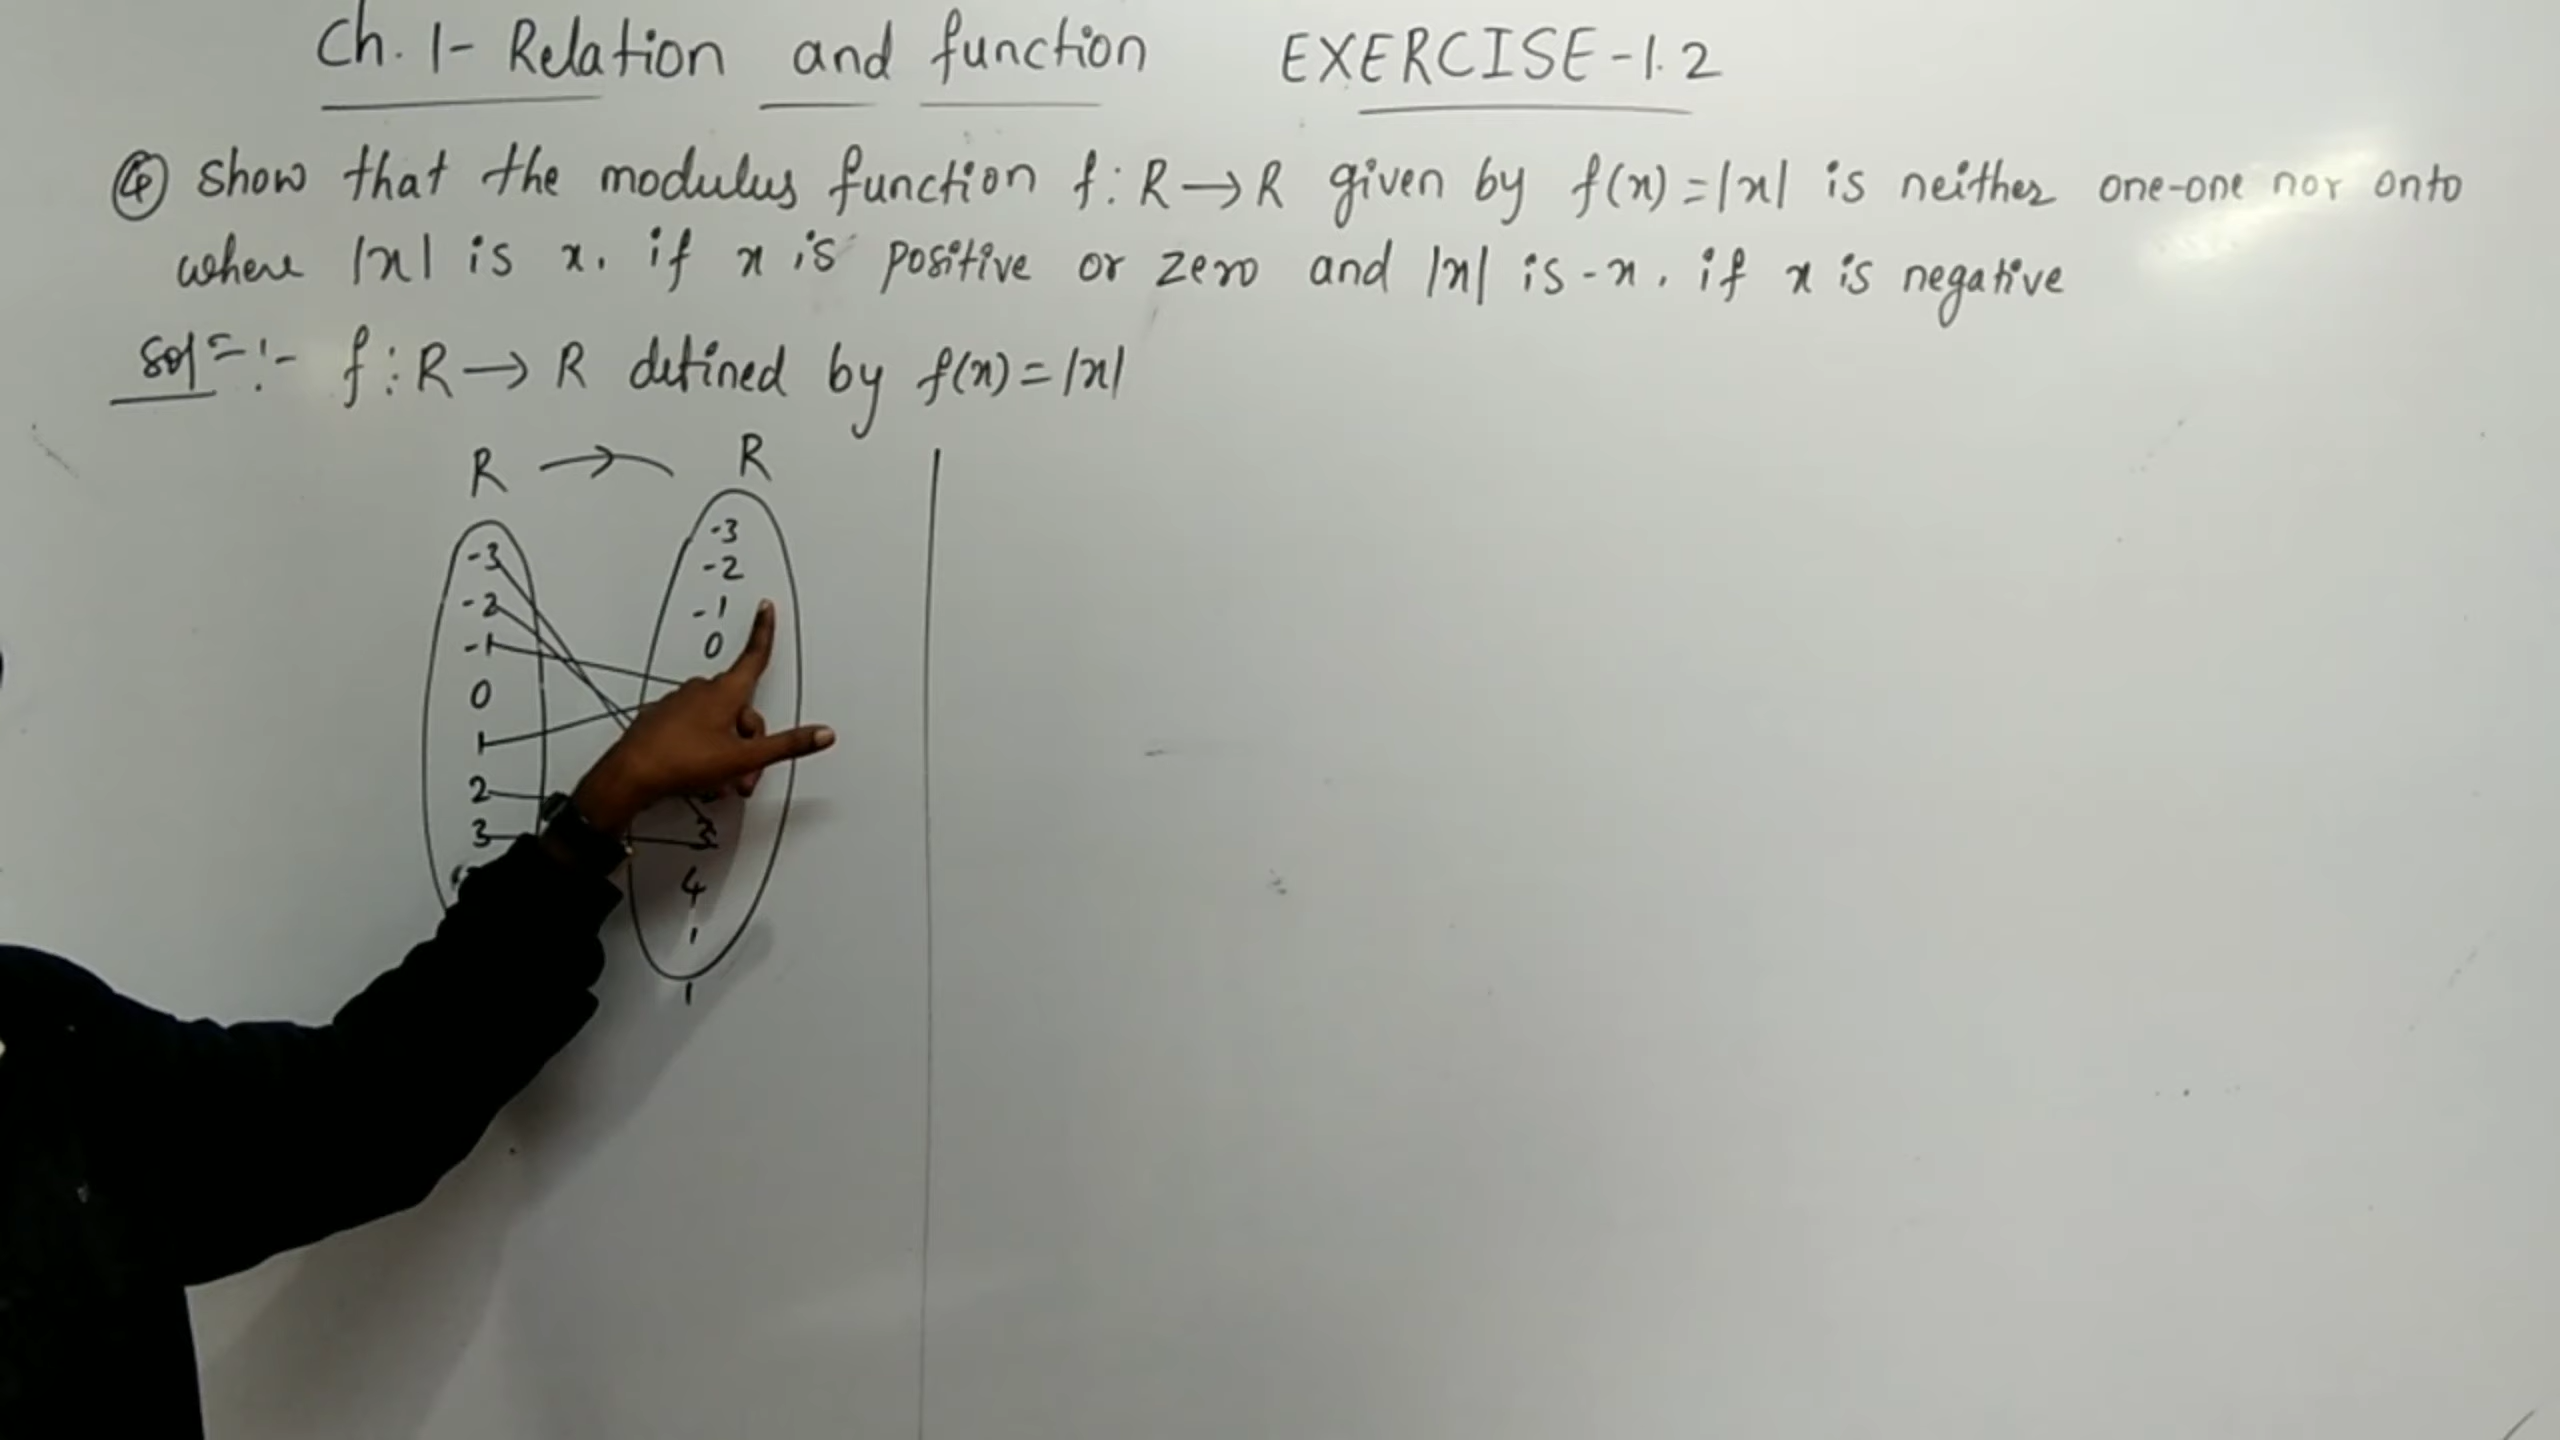 Ch. 1- Relation and function EXERCISE-1.2
④ Show that the modulus function f: R→R given by f(x)=|x| is neither one-one nor onto
where |x| is x, if x is positive or zero and |x| is -x, if x is negative
Sol=:- f: R→R defined by f(x)=|x|
R → R
-3 -3
-2 -2
-1 -1
0 0
1
2
3 3
4